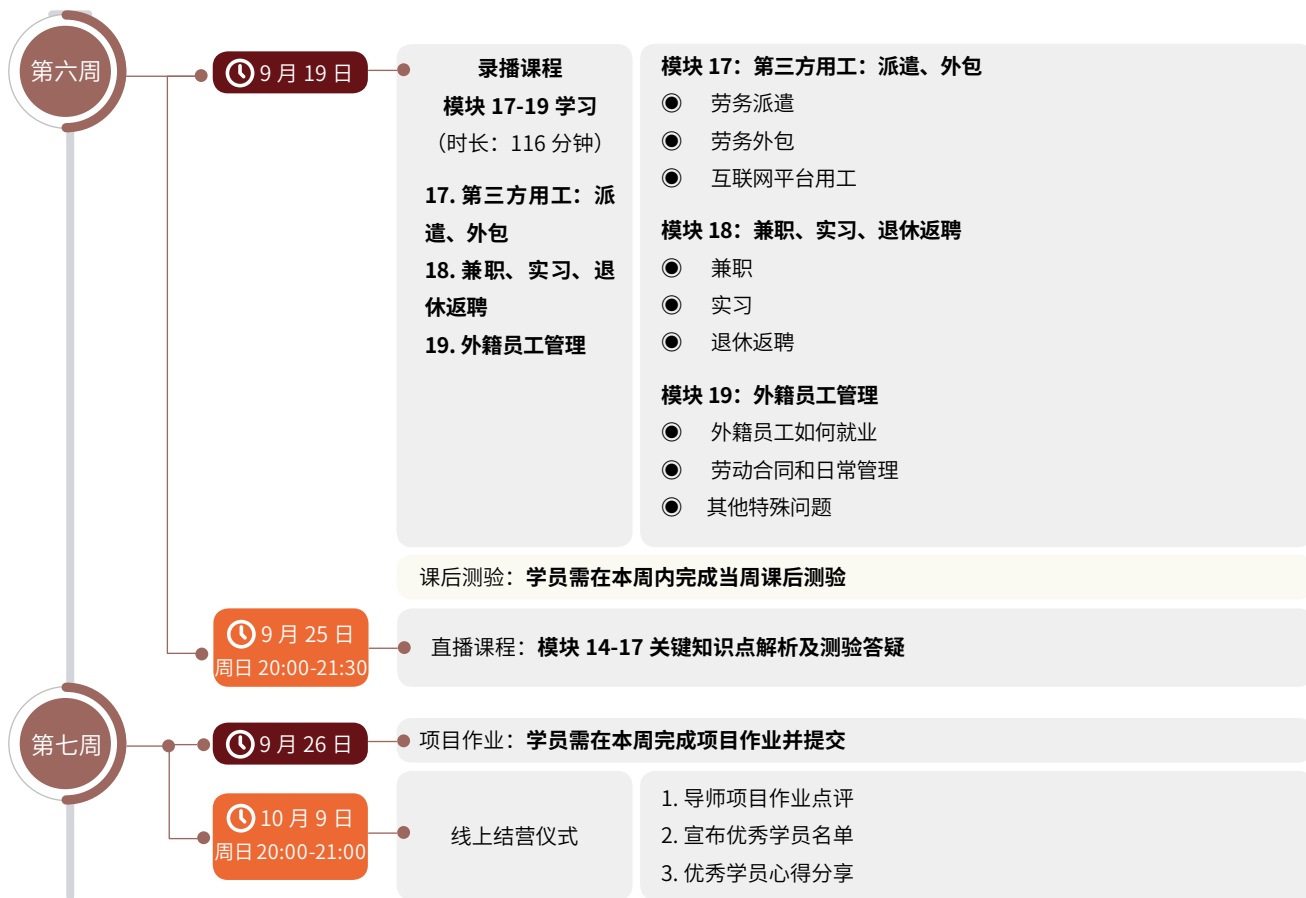 第六周
9 月 19 日
录播课程
模块 17-19 学习
（时长：116 分钟）
17. 第三方用工：派
遣、外包
18. 兼职、实习、退
休返聘
19. 外籍员工管理
模块 17：第三方用工：派遣、外包
◉ 劳务派遣
◉ 劳务外包
◉ 互联网平台用工
模块 18：兼职、实习、退休返聘
◉ 兼职
◉ 实习
◉ 退休返聘
模块 19：外籍员工管理
◉ 外籍员工如何就业
◉ 劳动合同和日常管理
◉ 其他特殊问题
课后测验：学员需在本周内完成当周课后测验
9 月 25 日
周日 20:00-21:30
直播课程：模块 14-17 关键知识点解析及测验答疑
第七周
9 月 26 日
项目作业：学员需在本周完成项目作业并提交
10 月 9 日
周日 20:00-21:00
线上结营仪式
1. 导师项目作业点评
2. 宣布优秀学员名单
3. 优秀学员心得分享